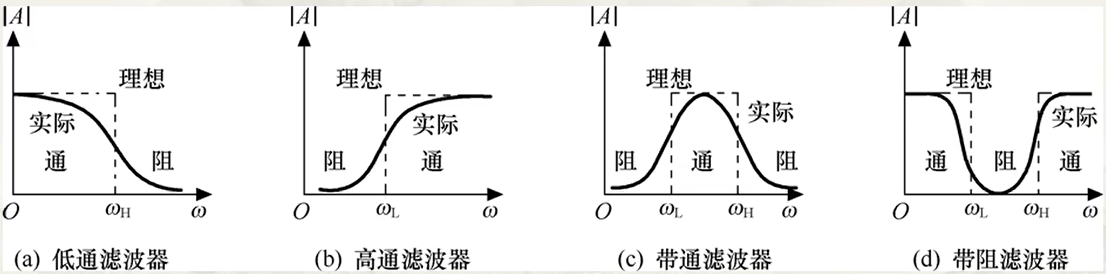 |A|
理想
实际
通
阻
O
ωH
ω
(a) 低通滤波器
|A|
理想
实际
阻
通
O
ωL
ω
(b) 高通滤波器
|A|
理想
实际
阻
通
阻
O
ωL
ωH
ω
(c) 带通滤波器
|A|
理想
实际
通
阻
通
O
ωL
ωH
ω
(d) 带阻滤波器